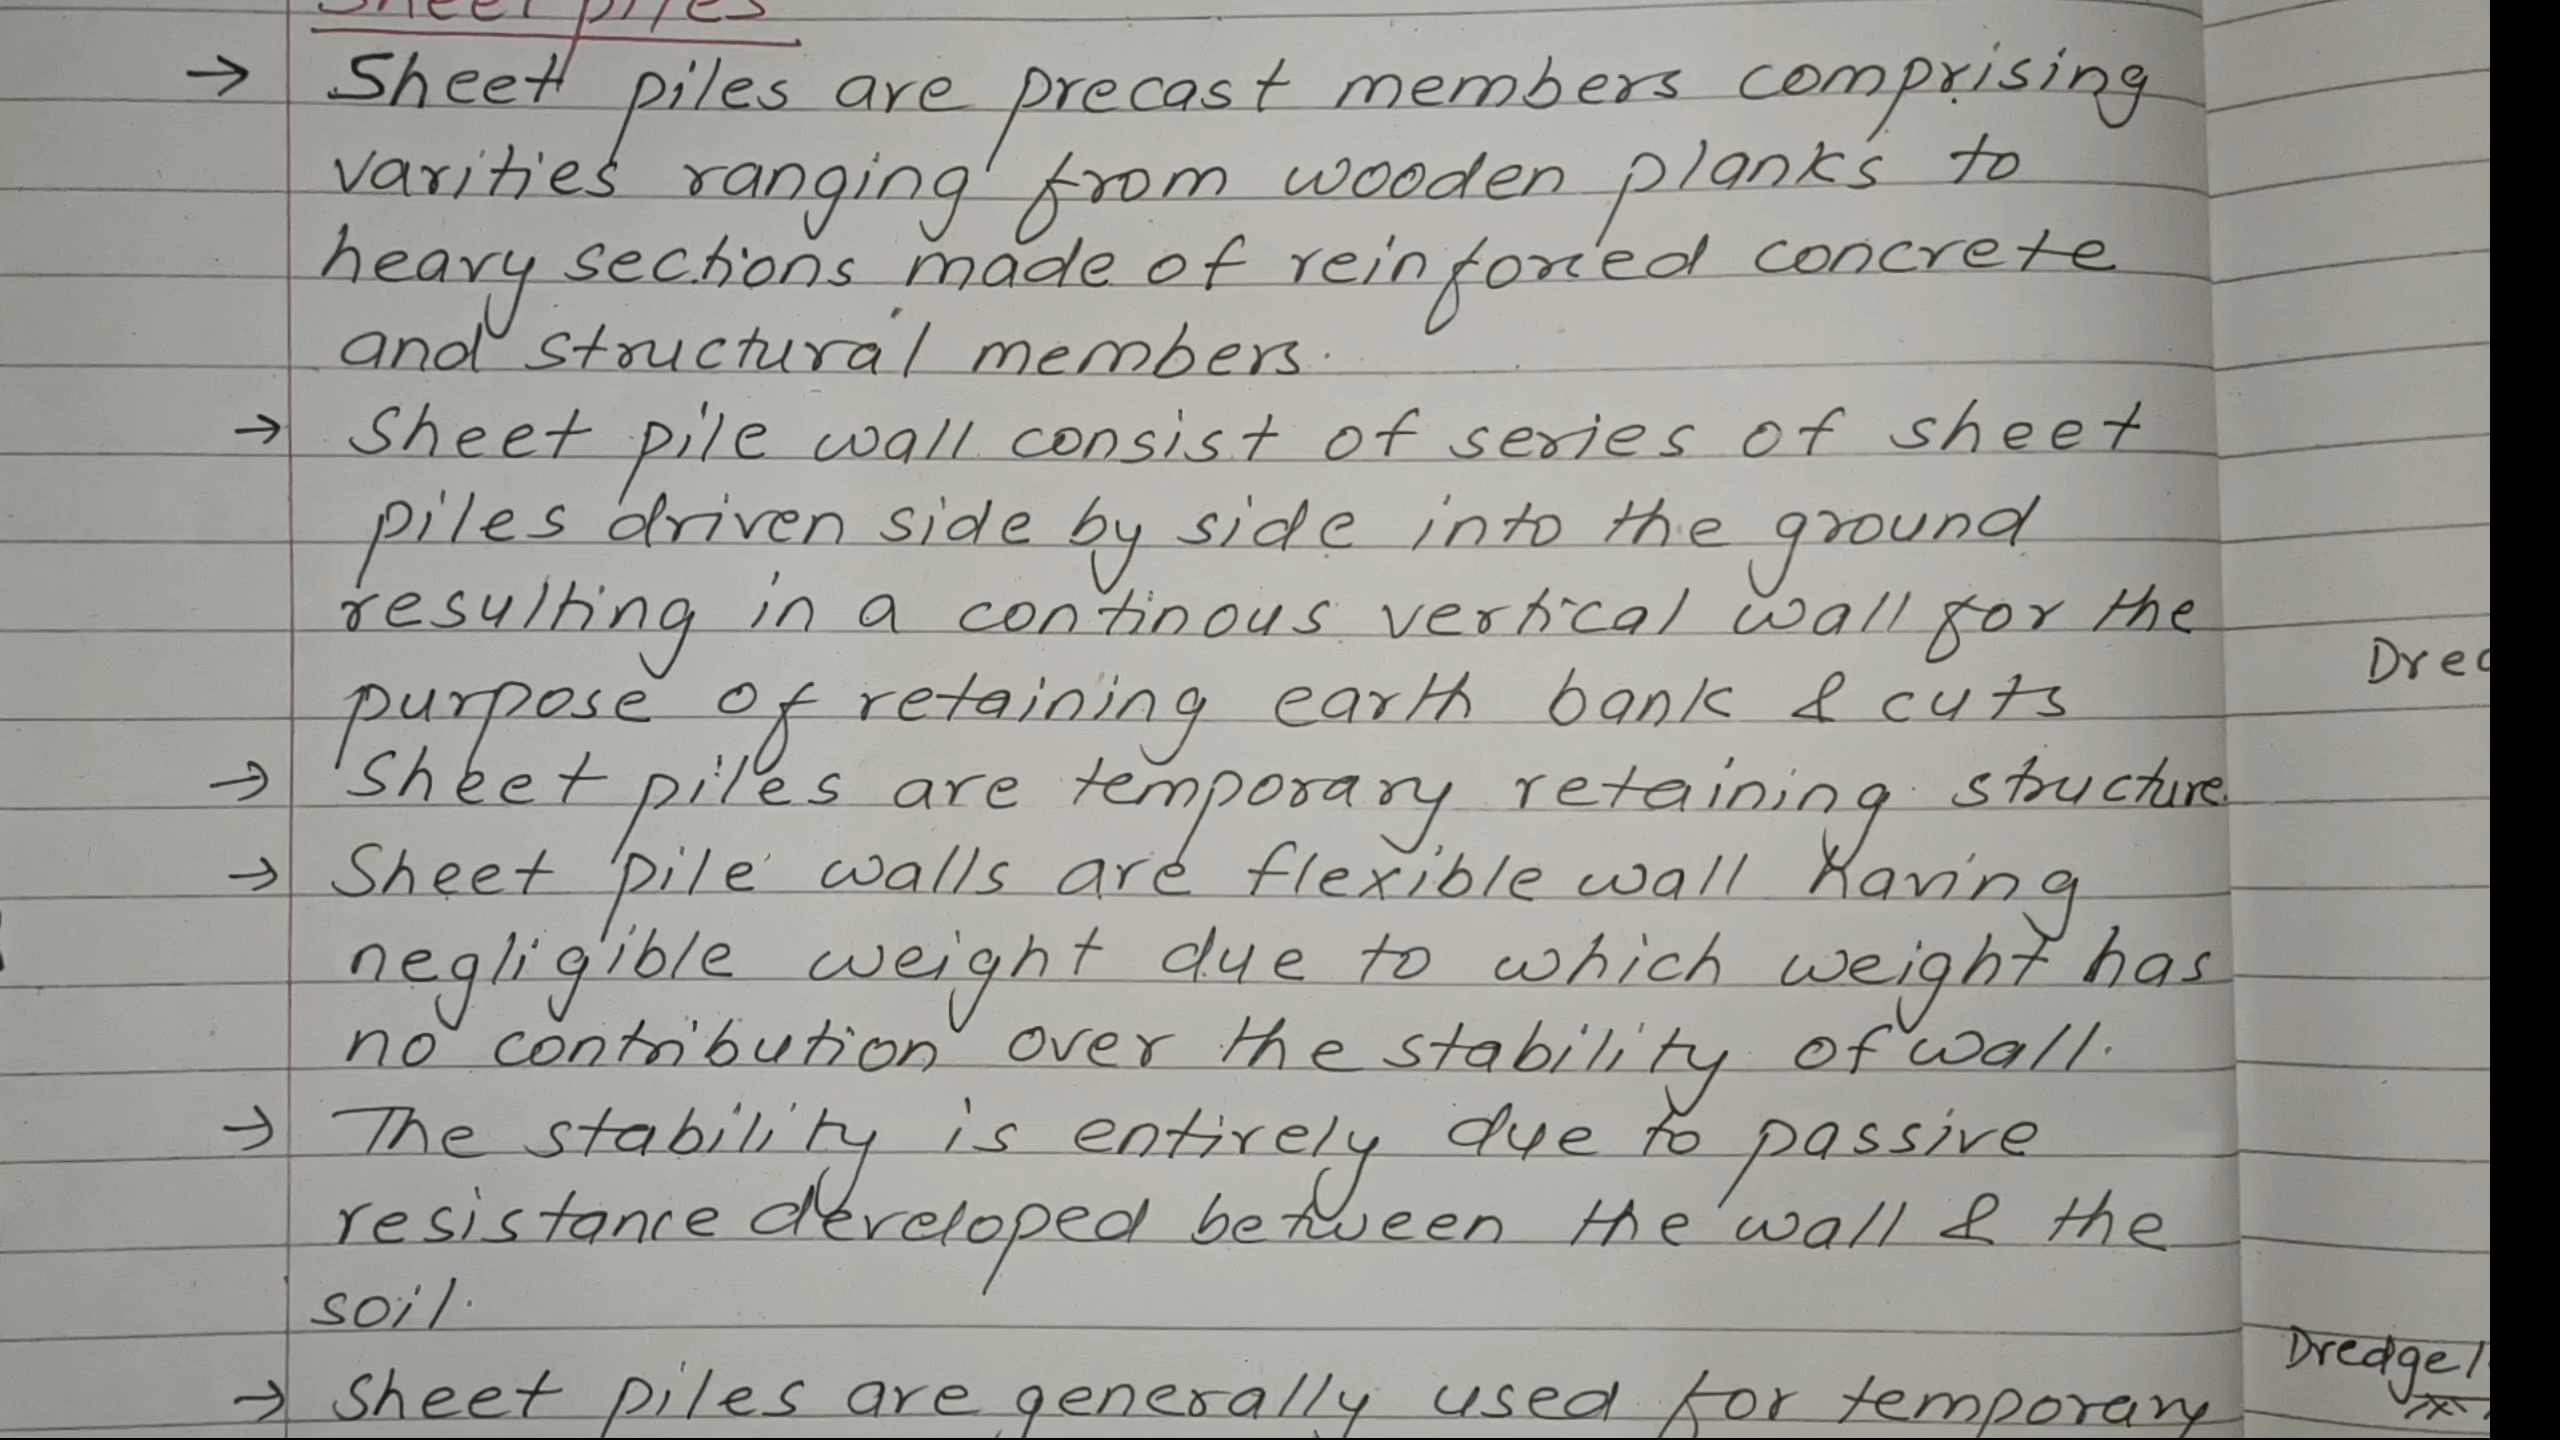 Sheet piles
→ Sheet piles are precast members comprising
varities ranging from wooden planks to
heavy sections made of reinforced concrete
and structural members.
→ Sheet pile wall consist of series of sheet
piles driven side by side into the ground
resulting in a continous vertical wall for the
purpose of retaining earth bank & cuts
→ Sheet piles are temporary retaining structure.
→ Sheet pile walls are flexible wall having
negligible weight due to which weight has
no contribution over the stability of wall.
→ The stability is entirely due to passive
resistance developed between the wall & the
soil.
→ Sheet piles are generally used for temporary